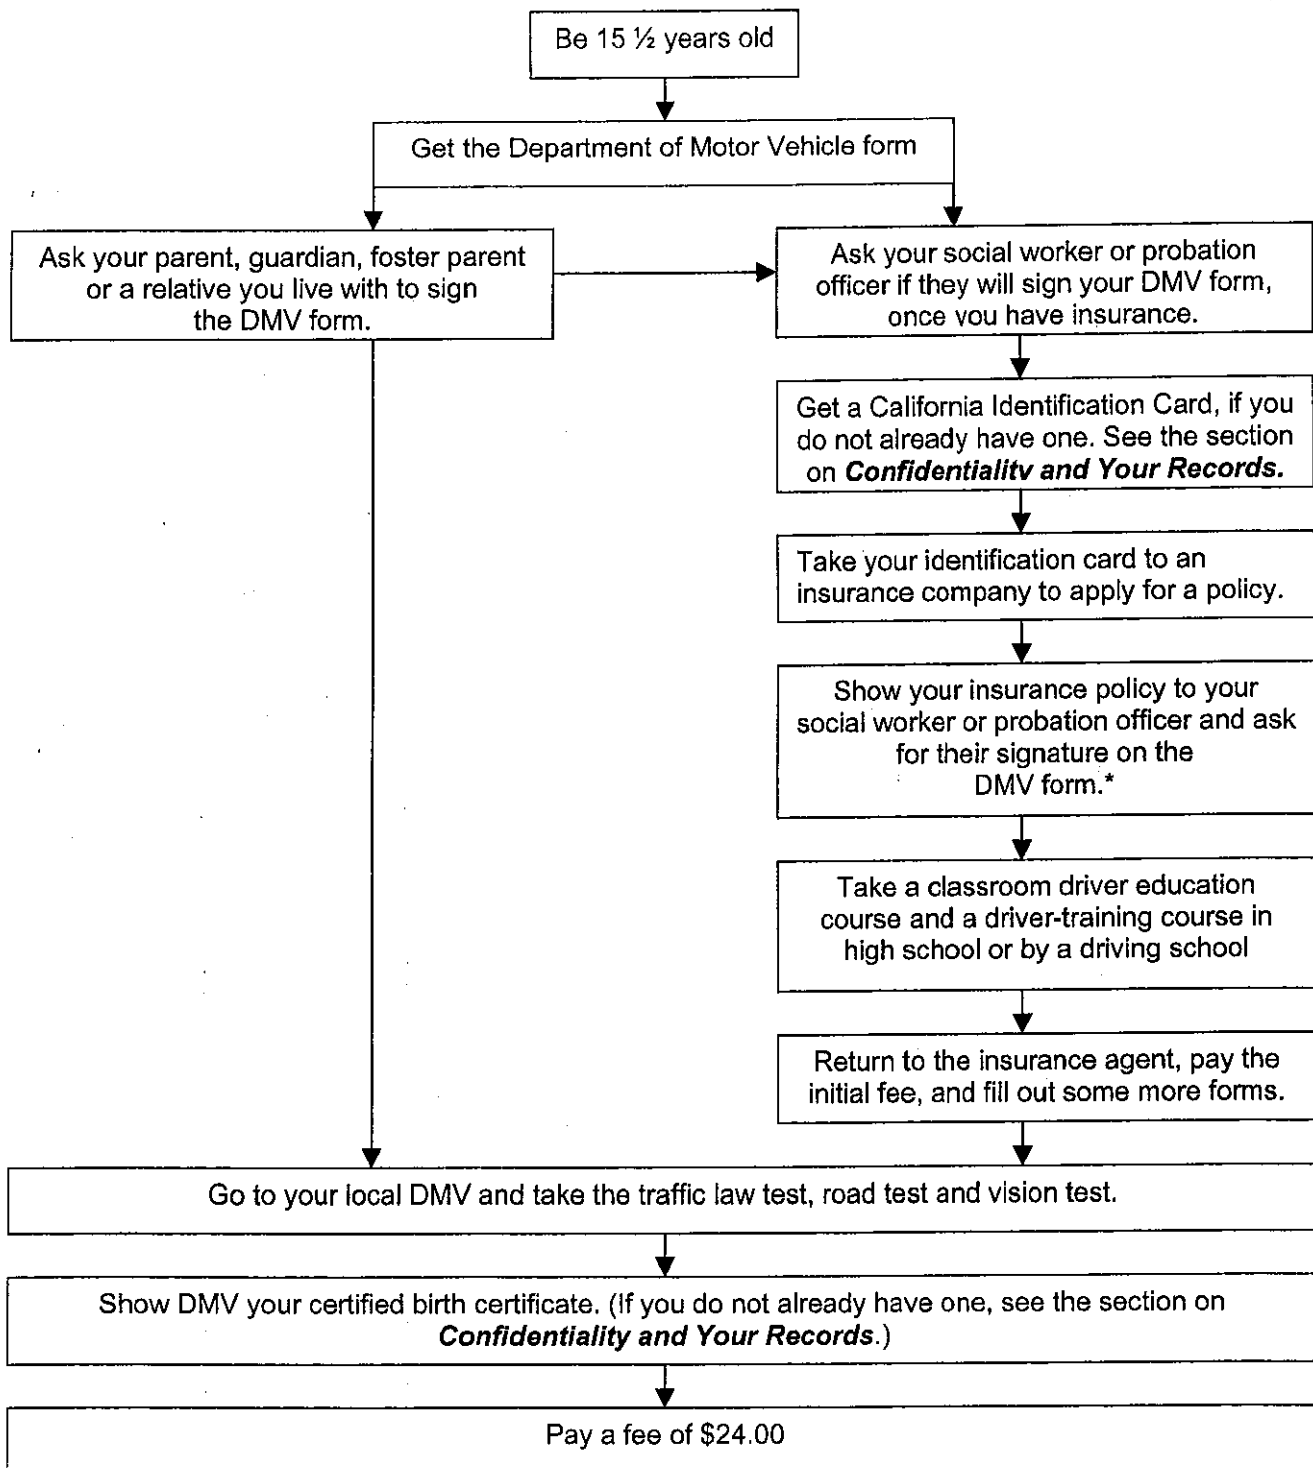 Be 15 ½ years old
Get the Department of Motor Vehicle form
Ask your parent, guardian, foster parent
or a relative you live with to sign
the DMV form.
Ask your social worker or probation
officer if they will sign your DMV form,
once you have insurance.
Get a California Identification Card, if you
do not already have one. See the section
on Confidentiality and Your Records.
Take your identification card to an
insurance company to apply for a policy.
Show your insurance policy to your
social worker or probation officer and ask
for their signature on the
DMV form.*
Take a classroom driver education
course and a driver-training course in
high school or by a driving school
Return to the insurance agent, pay the
initial fee, and fill out some more forms.
Go to your local DMV and take the traffic law test, road test and vision test.
Show DMV your certified birth certificate. (If you do not already have one, see the section on
Confidentiality and Your Records.)
Pay a fee of $24.00